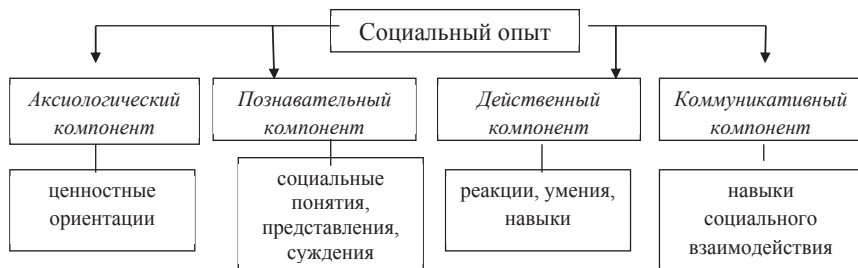 Социальный опыт
Аксиологический
компонент
Познавательный
компонент
Действенный
компонент
Коммуникативный
компонент
ценностные
ориентации
социальные
понятия,
представления,
суждения
реакции, умения,
навыки
навыки
социального
взаимодействия